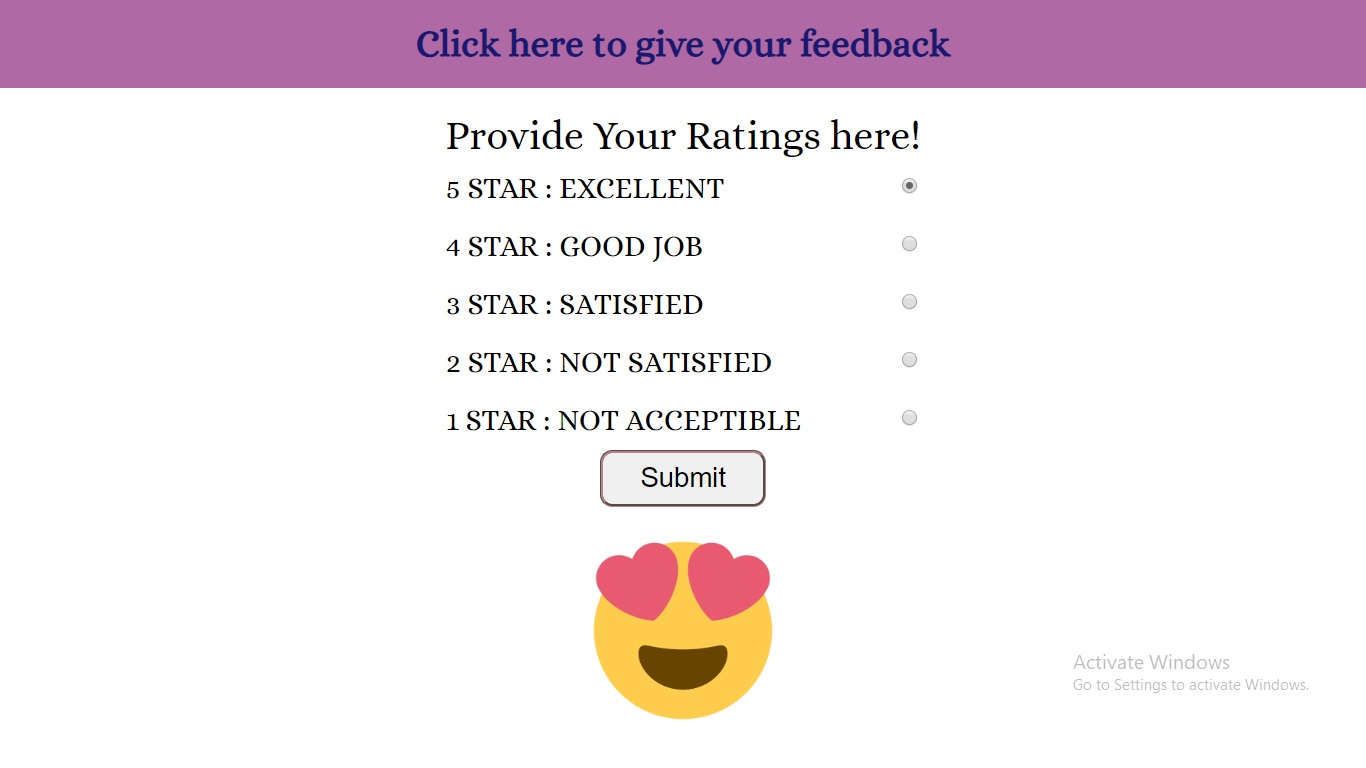 Click here to give your feedback
Provide Your Ratings here!
5 STAR : EXCELLENT
4 STAR : GOOD JOB
3 STAR : SATISFIED
2 STAR : NOT SATISFIED
1 STAR : NOT ACCEPTIBLE
Submit
Activate Windows
Go to Settings to activate Windows.